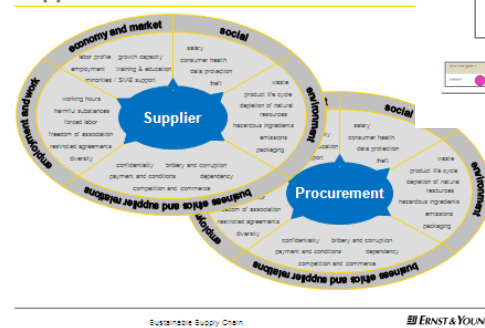 economy and market
social
labor profile growth capacity
employment training & education
minorities / SMB support
salary
consumer health
data protection
theft
waste
product life cycle
depletion of natural
resources
hazardous ingredients
emissions
packaging
environment
working hours
harmful substances
forced labor
freedom of association
restricted agreements
diversity
employment and work
Supplier
confidentiality bribery and corruption
payment and conditions dependency
competition and commerce
business ethics and supplier relations
social
salary
consumer health
data protection
theft
waste
product life cycle
depletion of natural
resources
hazardous ingredients
emissions
packaging
environment
Procurement
dom of association
restricted agreements
diversity
confidentiality bribery and corruption
payment and conditions dependency
competition and commerce
business ethics and supplier relations
Sustainable Supply Chain
ERNST & YOUN